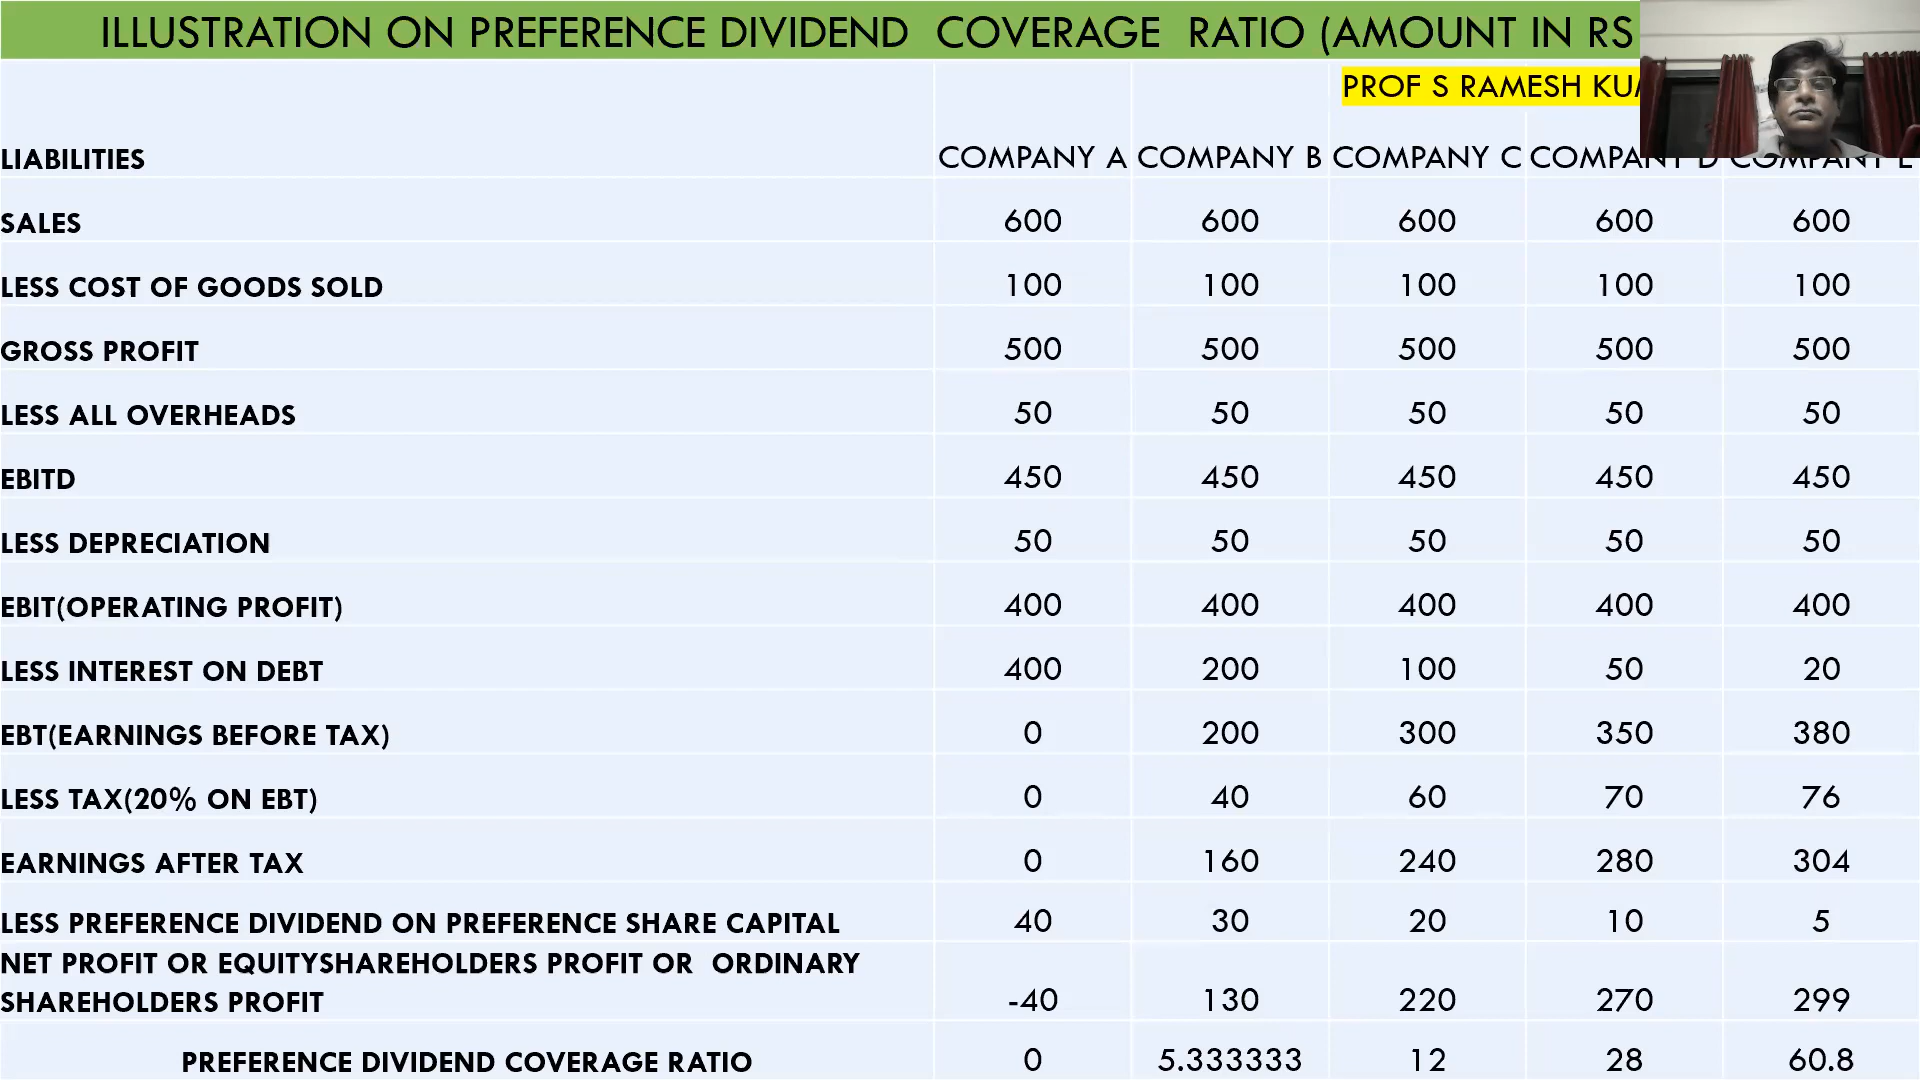 ILLUSTRATION ON PREFERENCE DIVIDEND COVERAGE RATIO (AMOUNT IN RS
PROF S RAMESH
LIABILITIES COMPANY A COMPANY B COMPANY C COMPANY D COMPANY E
SALES 600 600 600 600 600
LESS COST OF GOODS SOLD 100 100 100 100 100
GROSS PROFIT 500 500 500 500 500
LESS ALL OVERHEADS 50 50 50 50 50
EBITD 450 450 450 450 450
LESS DEPRECIATION 50 50 50 50 50
EBIT(OPERATING PROFIT) 400 400 400 400 400
LESS INTEREST ON DEBT 400 200 100 50 20
EBT(EARNINGS BEFORE TAX) 0 200 300 350 380
LESS TAX(20% ON EBT) 0 40 60 70 76
EARNINGS AFTER TAX 0 160 240 280 304
LESS PREFERENCE DIVIDEND ON PREFERENCE SHARE CAPITAL 40 30 20 10 5
NET PROFIT OR EQUITYSHAREHOLDERS PROFIT OR ORDINARY
SHAREHOLDERS PROFIT -40 130 220 270 299
PREFERENCE DIVIDEND COVERAGE RATIO 0 5.333333 12 28 60.8